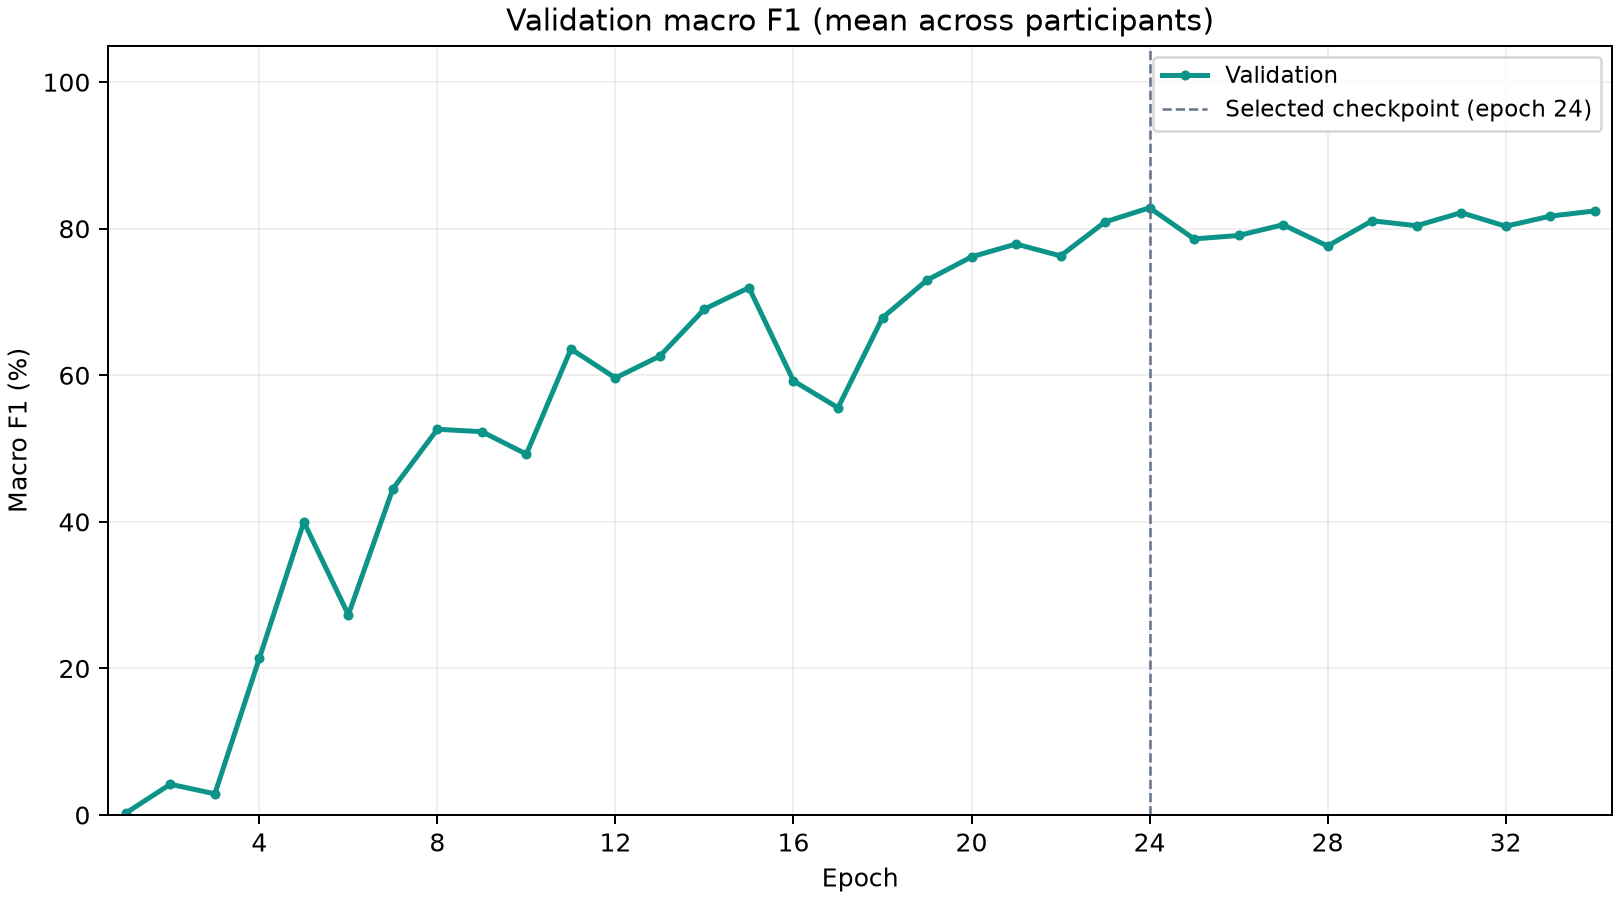 Validation macro F1 (mean across participants)
Validation
Selected checkpoint (epoch 24)
Macro F1 (%)
100
80
60
40
20
0
4 8 12 16 20 24 28 32
Epoch